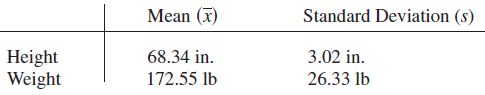 Mean (x̄) Standard Deviation (s)
Height 68.34 in. 3.02 in.
Weight 172.55 lb 26.33 lb